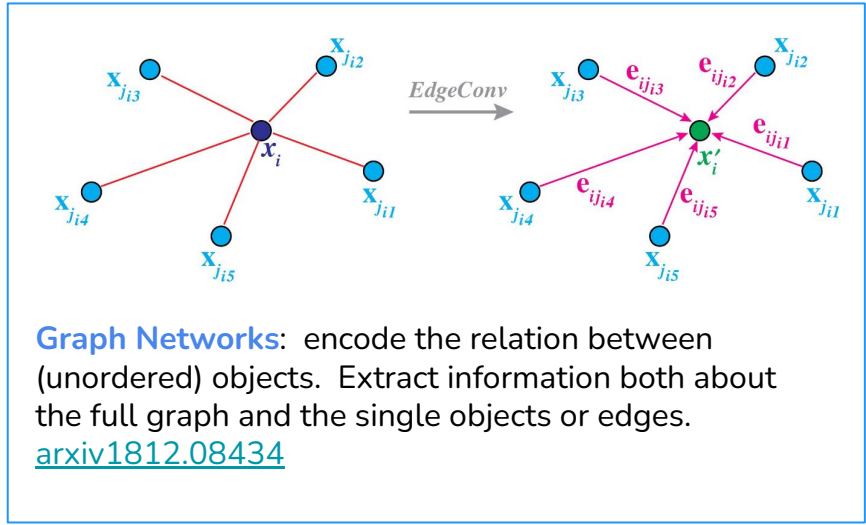 x_{j_{i3}}
x_{j_{i2}}
x_i
x_{j_{i4}}
x_{j_{i1}}
x_{j_{i5}}
EdgeConv
x_{j_{i3}}
e_{ij_{i3}}
e_{ij_{i2}}
x_{j_{i2}}
e_{ij_{i1}}
x'_i
x_{j_{i4}}
e_{ij_{i4}}
e_{ij_{i5}}
x_{j_{i1}}
x_{j_{i5}}
Graph Networks: encode the relation between
(unordered) objects. Extract information both about
the full graph and the single objects or edges.
arxiv1812.08434